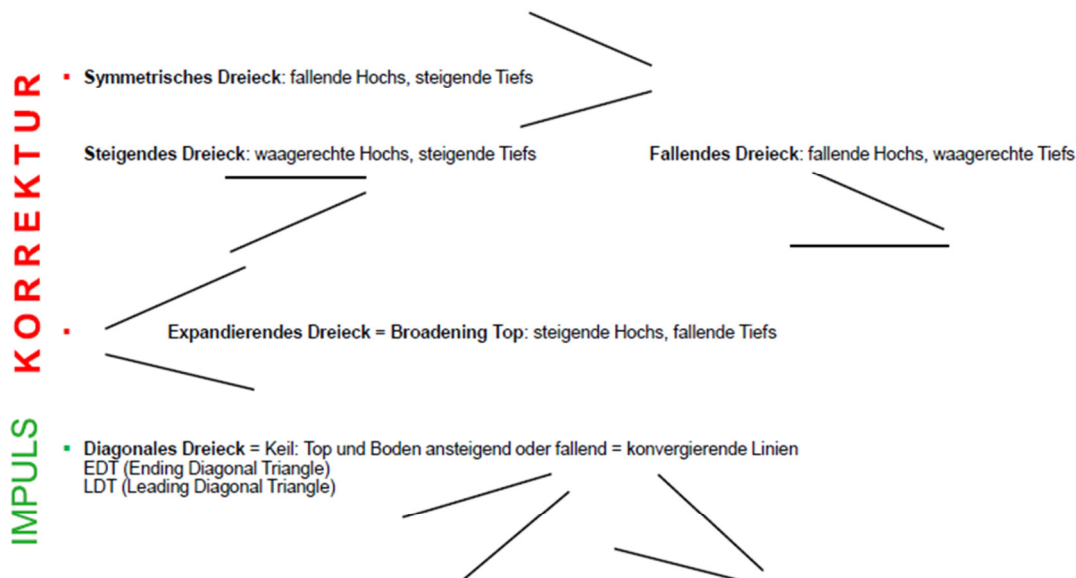 KORREKTUR
Symmetrisches Dreieck: fallende Hochs, steigende Tiefs
Steigendes Dreieck: waagerechte Hochs, steigende Tiefs
Fallendes Dreieck: fallende Hochs, waagerechte Tiefs
Expandierendes Dreieck = Broadening Top: steigende Hochs, fallende Tiefs
IMPULS
Diagonales Dreieck = Keil: Top und Boden ansteigend oder fallend = konvergierende Linien
EDT (Ending Diagonal Triangle)
LDT (Leading Diagonal Triangle)